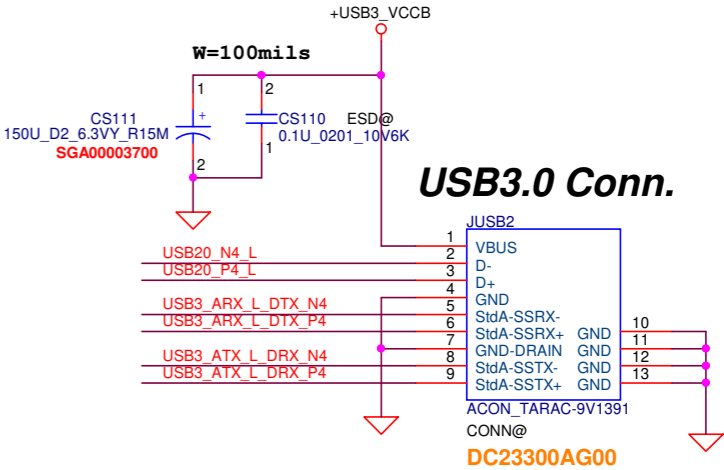 +USB3_VCCB
W=100mils
1
2
CS111
+
CS110
ESD@
150U_D2_6.3VY_R15M
0.1U_0201_10V6K
SGA00003700
1
2
USB3.0 Conn.
JUSB2
1 VBUS
USB20_N4_L 2 D-
USB20_P4_L 3 D+
4 GND
USB3_ARX_L_DTX_N4 5 StdA-SSRX-
USB3_ARX_L_DTX_P4 6 StdA-SSRX+ GND 10
7 GND-DRAIN GND 11
USB3_ATX_L_DRX_N4 8 StdA-SSTX- GND 12
USB3_ATX_L_DRX_P4 9 StdA-SSTX+ GND 13
ACON_TARAC-9V1391
CONN@
DC23300AG00